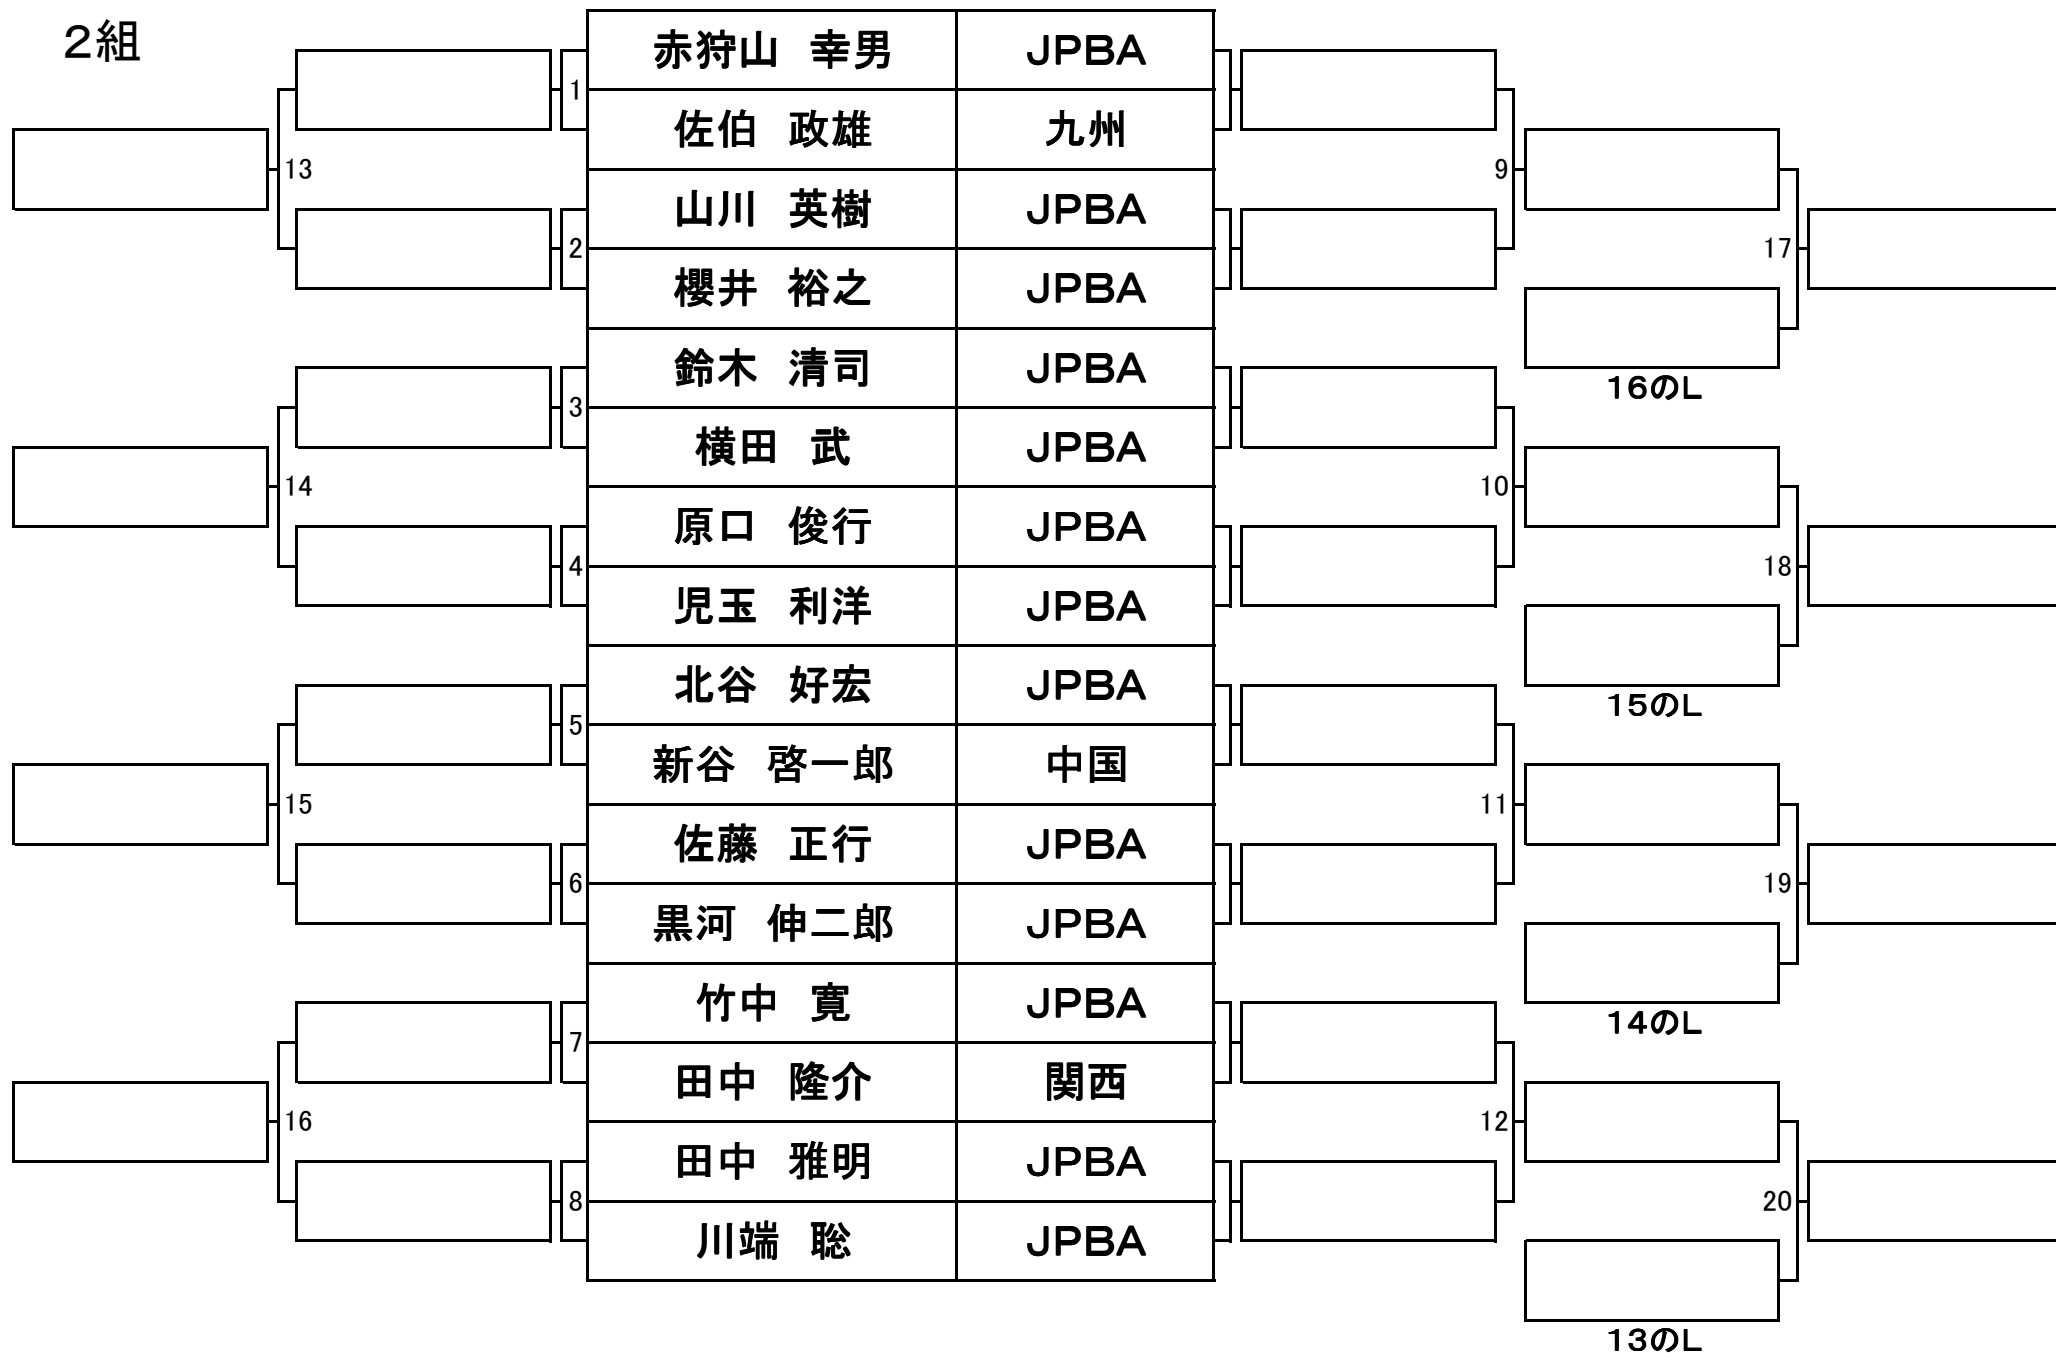 2組
赤狩山 幸男 JPBA
1
佐伯 政雄 九州
13
9
山川 英樹 JPBA
2
17
櫻井 裕之 JPBA
鈴木 清司 JPBA
16のL
3
横田 武 JPBA
14
10
原口 俊行 JPBA
4
18
児玉 利洋 JPBA
北谷 好宏 JPBA
15のL
5
新谷 啓一郎 中国
15
11
佐藤 正行 JPBA
6
19
黒河 伸二郎 JPBA
竹中 寛 JPBA
14のL
7
田中 隆介 関西
16
12
田中 雅明 JPBA
8
20
川端 聡 JPBA
13のL